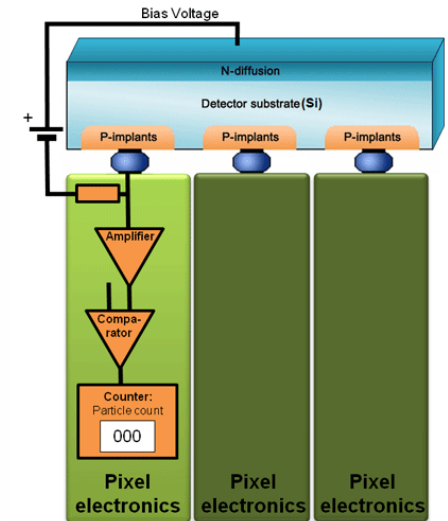 Bias Voltage
N-diffusion
Detector substrate(Si)
+
P-implants P-implants P-implants
Amplifier
Compa-
rator
Counter:
Particle count
000
Pixel Pixel Pixel
electronics electronics electronics